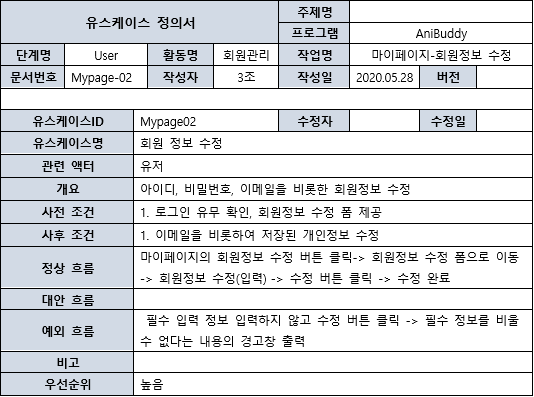 유스케이스 정의서 주제명
프로그램 AniBuddy
단계명 User 활동명 회원관리 작업명 마이페이지-회원정보 수정
문서번호 Mypage-02 작성자 3조 작성일 2020.05.28 버전
유스케이스ID Mypage02 수정자 수정일
유스케이스명 회원 정보 수정
관련 액터 유저
개요 아이디, 비밀번호, 이메일을 비롯한 회원정보 수정
사전 조건 1. 로그인 유무 확인, 회원정보 수정 폼 제공
사후 조건 1. 이메일을 비롯하여 저장된 개인정보 수정
정상 흐름 마이페이지의 회원정보 수정 버튼 클릭-> 회원정보 수정 폼으로 이동
-> 회원정보 수정(입력) -> 수정 버튼 클릭 -> 수정 완료
대안 흐름
예외 흐름 필수 입력 정보 입력하지 않고 수정 버튼 클릭 -> 필수 정보를 비울
수 없다는 내용의 경고창 출력
비고
우선순위 높음